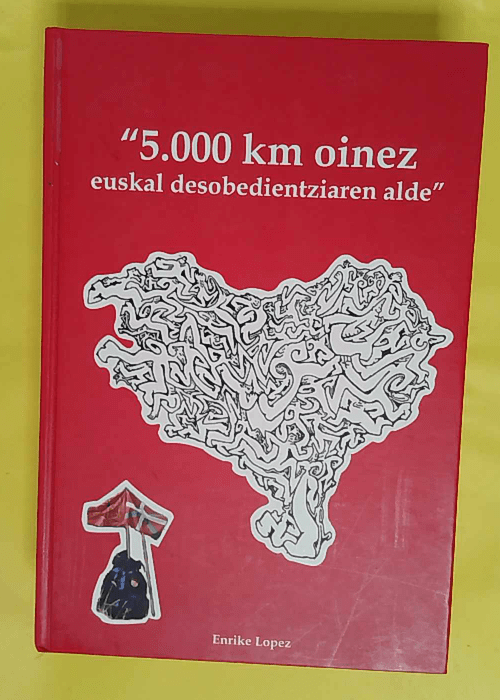 “5.000 km oinez
euskal desobedientziaren alde”
Enrike Lopez